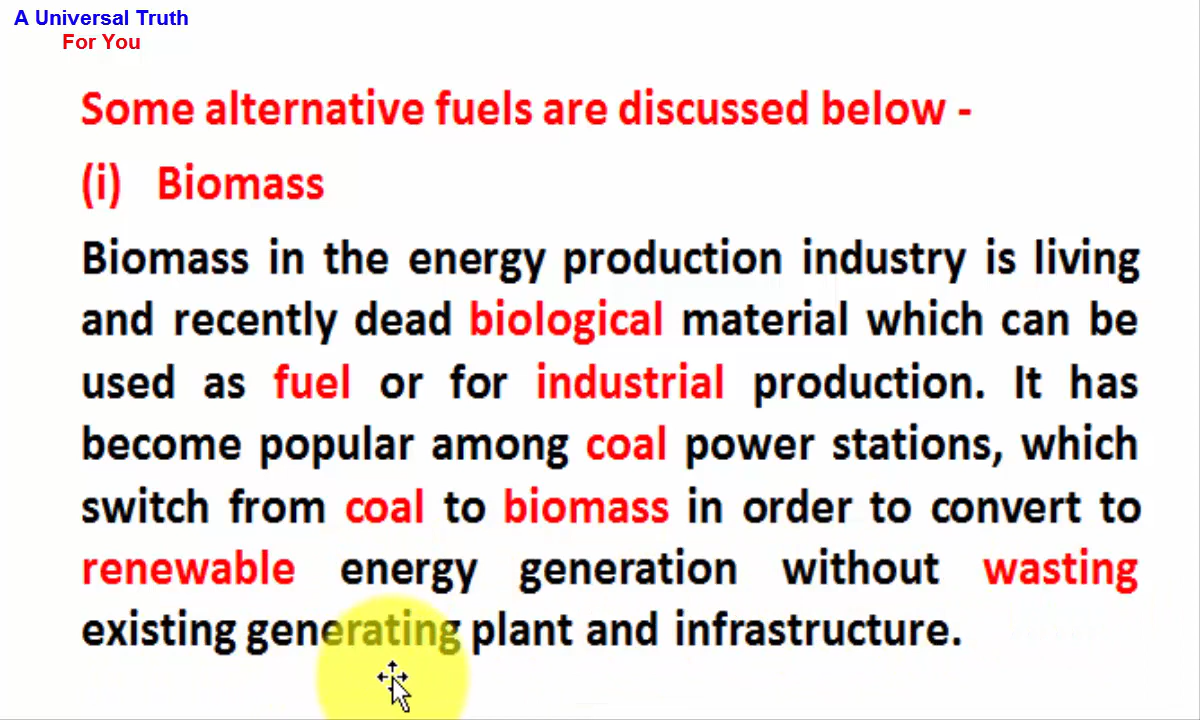 A Universal Truth
For You
Some alternative fuels are discussed below -
(i) Biomass
Biomass in the energy production industry is living
and recently dead biological material which can be
used as fuel or for industrial production. It has
become popular among coal power stations, which
switch from coal to biomass in order to convert to
renewable energy generation without wasting
existing generating plant and infrastructure.